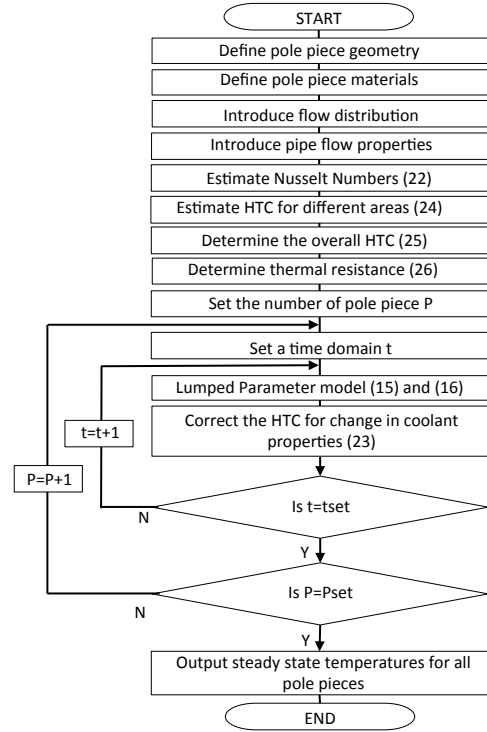 START
Define pole piece geometry
Define pole piece materials
Introduce flow distribution
Introduce pipe flow properties
Estimate Nusselt Numbers (22)
Estimate HTC for different areas (24)
Determine the overall HTC (25)
Determine thermal resistance (26)
Set the number of pole piece P
Set a time domain t
Lumped Parameter model (15) and (16)
Correct the HTC for change in coolant
properties (23)
t=t+1
P=P+1
Is t=tset
N
Y
Is P=Pset
N
Y
Output steady state temperatures for all
pole pieces
END